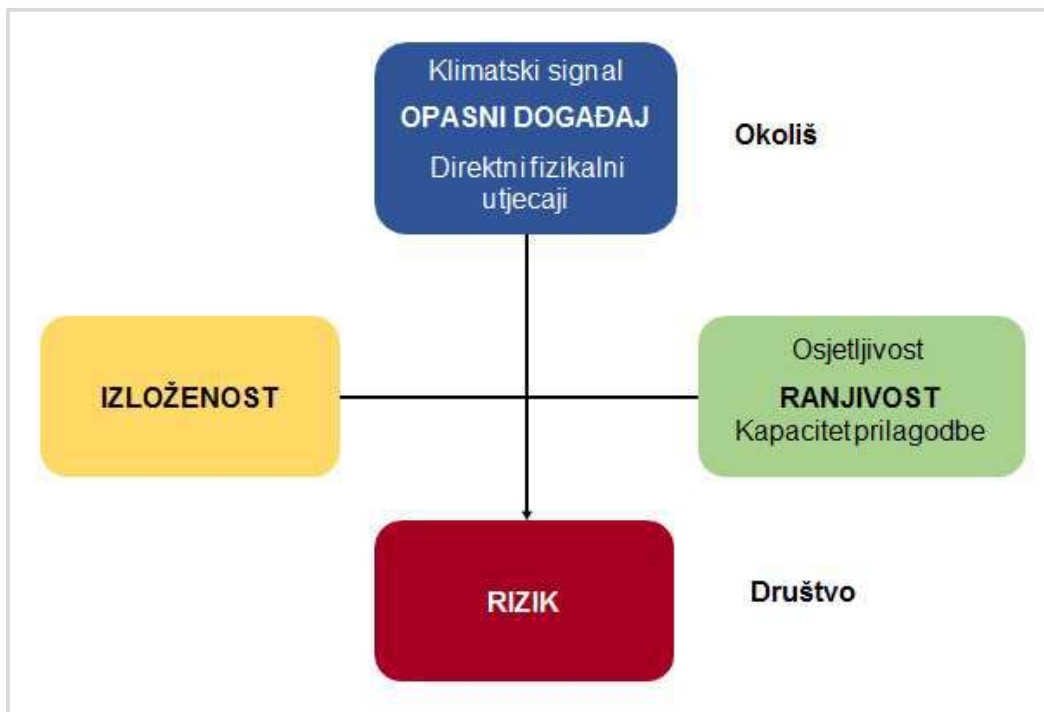 Klimatski signal
OPASNI DOGAĐAJ
Direktni fizikalni
utjecaji
Okoliš
IZLOŽENOST
Osjetljivost
RANJIVOST
Kapacitet prilagodbe
RIZIK
Društvo